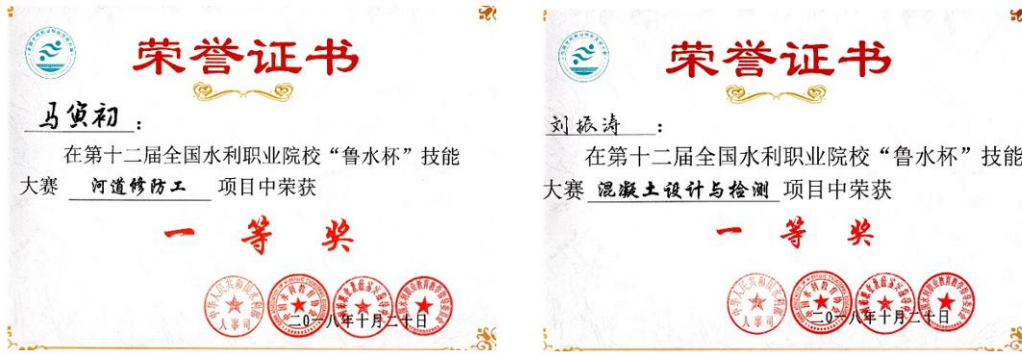 荣誉证书
马寅初：
在第十二届全国水利职业院校“鲁水杯”技能
大赛 河道修防工 项目中荣获
一等奖
二〇一八年十月二十日
荣誉证书
刘振涛：
在第十二届全国水利职业院校“鲁水杯”技能
大赛 混凝土设计与检测 项目中荣获
一等奖
二〇一八年十月二十日